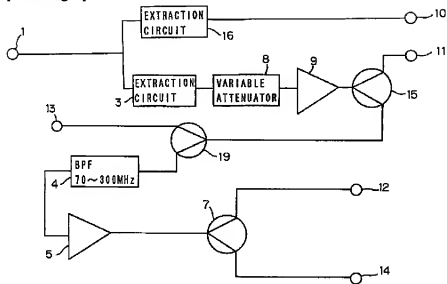 EXTRACTION
CIRCUIT
16
10
1
EXTRACTION
CIRCUIT
3
8
VARIABLE
ATTENUATOR
9
11
15
13
19
BPF
70~300MHz
4
5
7
12
14